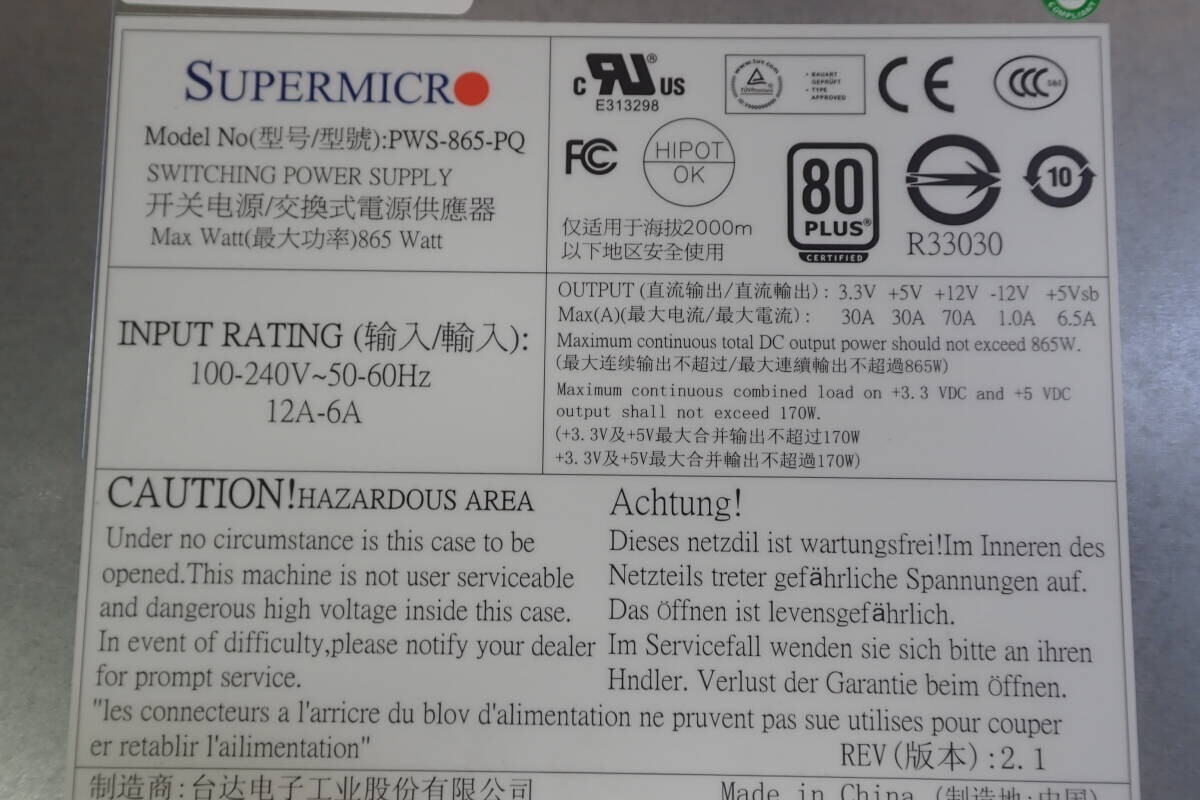 SUPERMICRO
Model No(型号/型號):PWS-865-PQ
SWITCHING POWER SUPPLY
开关电源/交換式電源供應器
Max Watt(最大功率)865 Watt
C UL US
E313298
www.tuv.com
TÜVRheinland
• BAUART
GEPRÜFT
• TYPE
APPROVED
CE
CCC S&E
FC
HIPOT
OK
仅适用于海拔2000m
以下地区安全使用
80
PLUS®
CERTIFIED
R33030
10
COMPLIANT
INPUT RATING (输入/輸入):
100-240V~50-60Hz
12A-6A
OUTPUT (直流输出/直流輸出): 3.3V +5V +12V -12V +5Vsb
Max(A)(最大电流/最大電流): 30A 30A 70A 1.0A 6.5A
Maximum continuous total DC output power should not exceed 865W.
(最大连续输出不超过/最大連續輸出不超過865W)
Maximum continuous combined load on +3.3 VDC and +5 VDC
output shall not exceed 170W.
(+3.3V及+5V最大合并输出不超过170W
+3.3V及+5V最大合并輸出不超過170W)
CAUTION!HAZARDOUS AREA
Under no circumstance is this case to be
opened.This machine is not user serviceable
and dangerous high voltage inside this case.
In event of difficulty,please notify your dealer
for prompt service.
Achtung!
Dieses netzdil ist wartungsfrei!Im Inneren des
Netzteils treter gefährliche Spannungen auf.
Das öffnen ist levensgefährlich.
Im Servicefall wenden sie sich bitte an ihren
Hndler. Verlust der Garantie beim öffnen.
"les connecteurs a l'arricre du blov d'alimentation ne pruvent pas sue utilises pour couper
er retablir l'ailimentation"
REV(版本):2.1
制造商:台达电子工业股份有限公司
Made in China (制造地:中国)